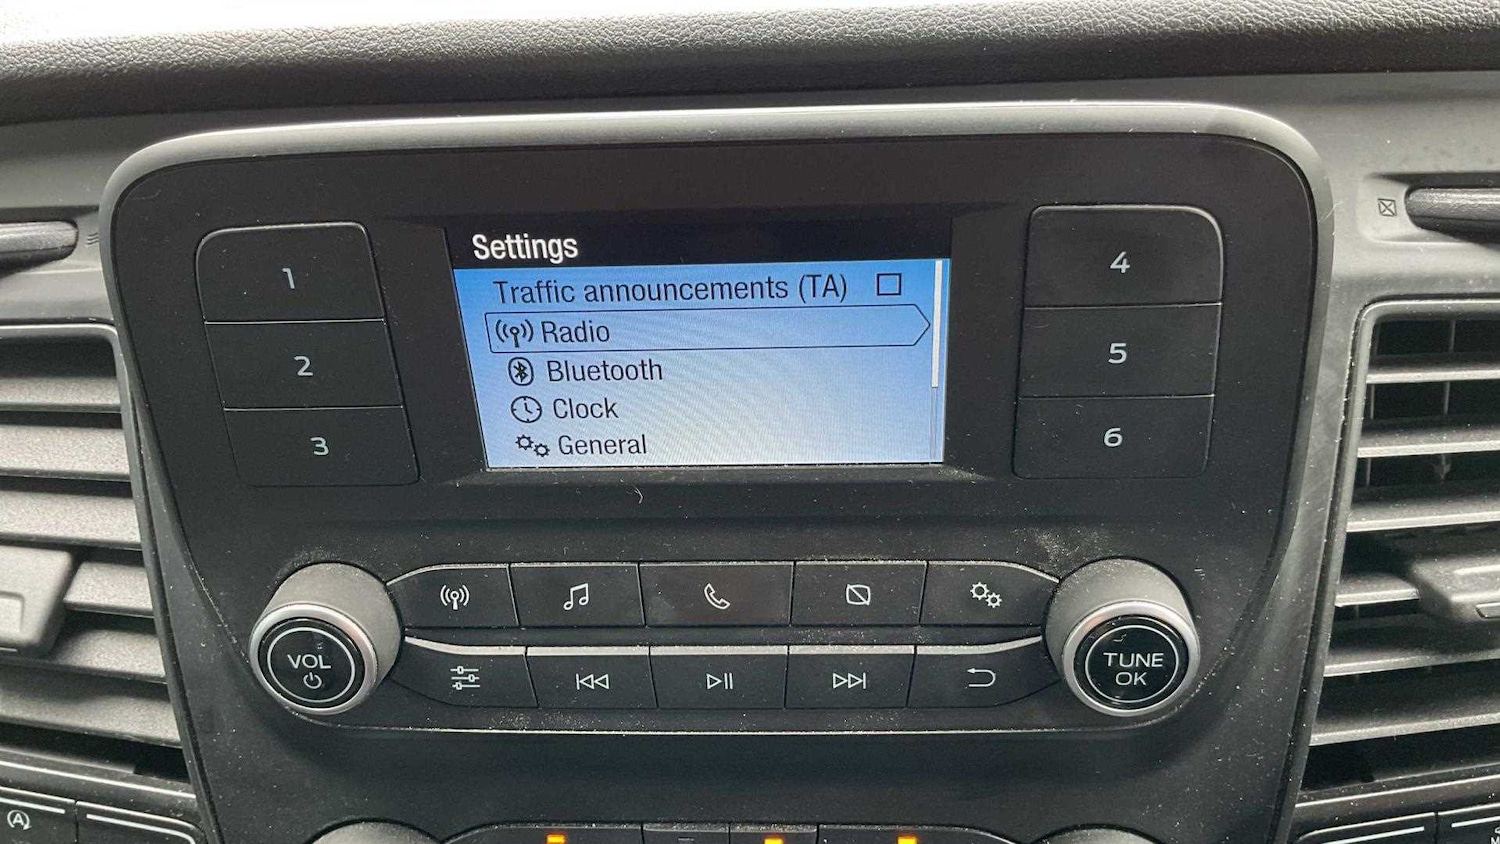 Settings
Traffic announcements (TA)
Radio
Bluetooth
Clock
General
1
2
3
4
5
6
VOL
TUNE
OK
A